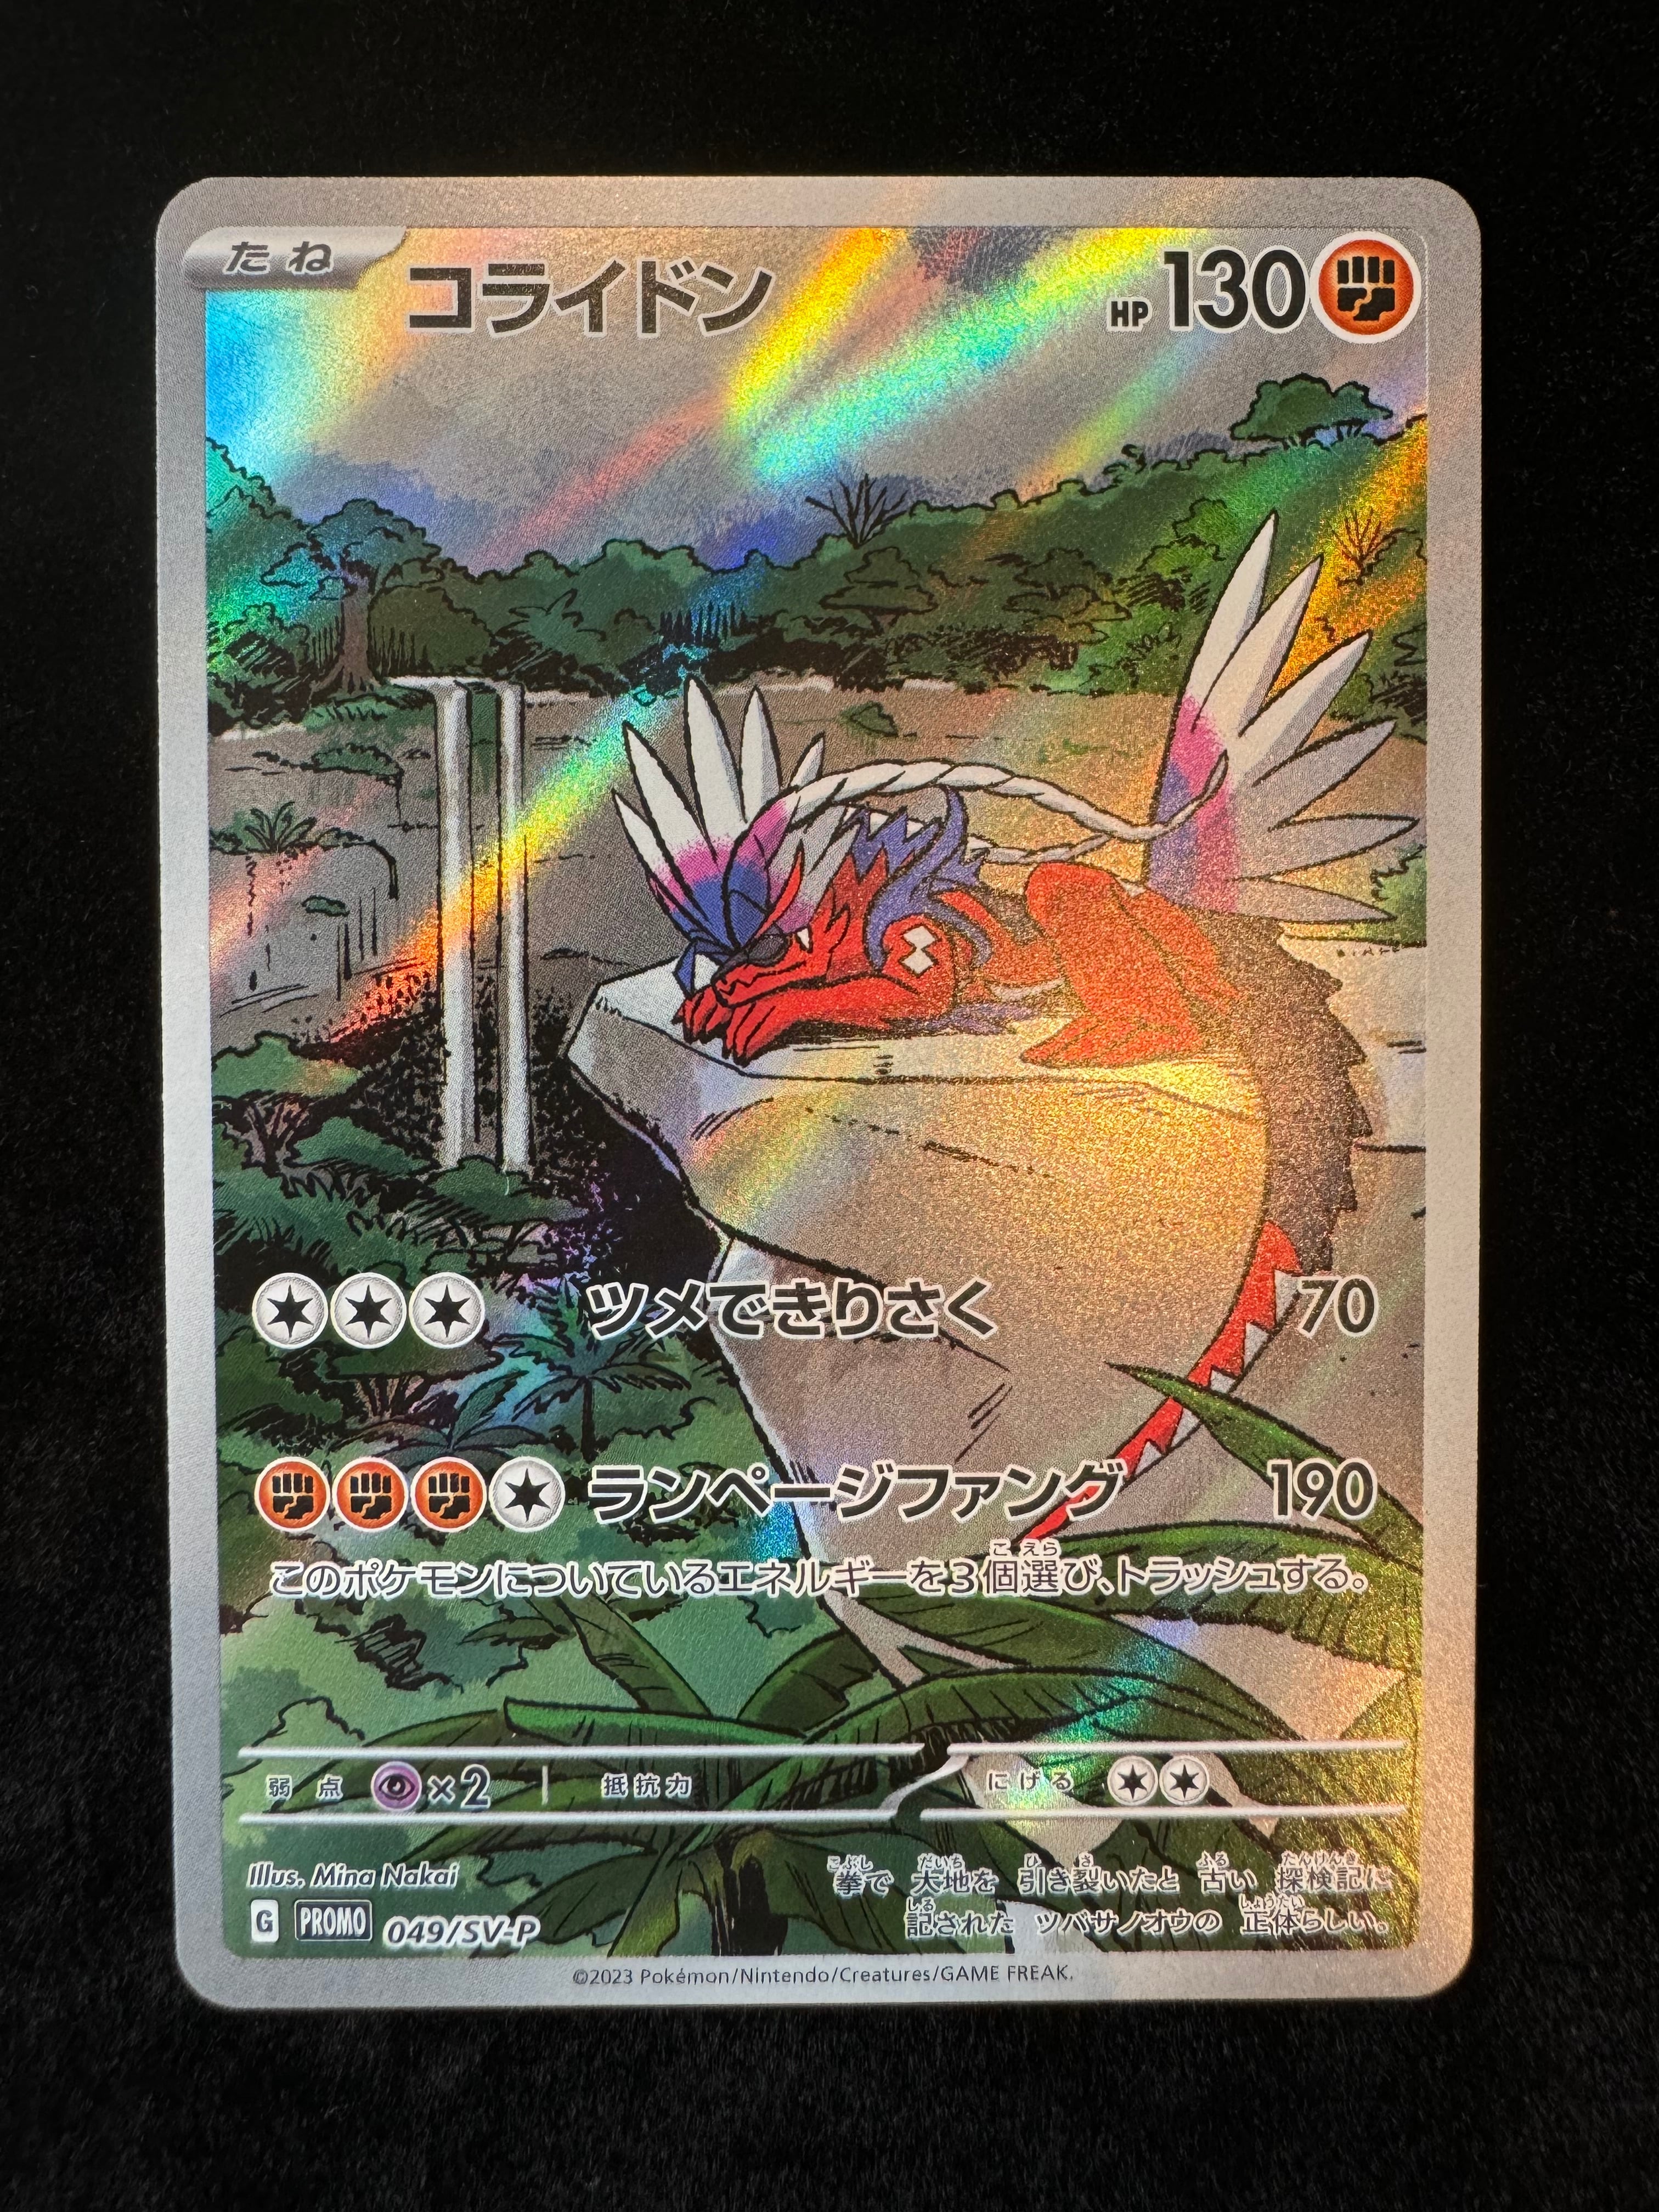 たね
コライドン
HP130
ツメできりさく 70
ランページファング 190
このポケモンについているエネルギーを3個選び、トラッシュする。
弱点 ×2 抵抗力 にげる
Illus. Mina Nakai
G PROMO 049/SV-P
拳で 大地を 引き裂いたと 古い 探検記に
記された ツバサノオウの 正体らしい。
©2023 Pokémon/Nintendo/Creatures/GAME FREAK.